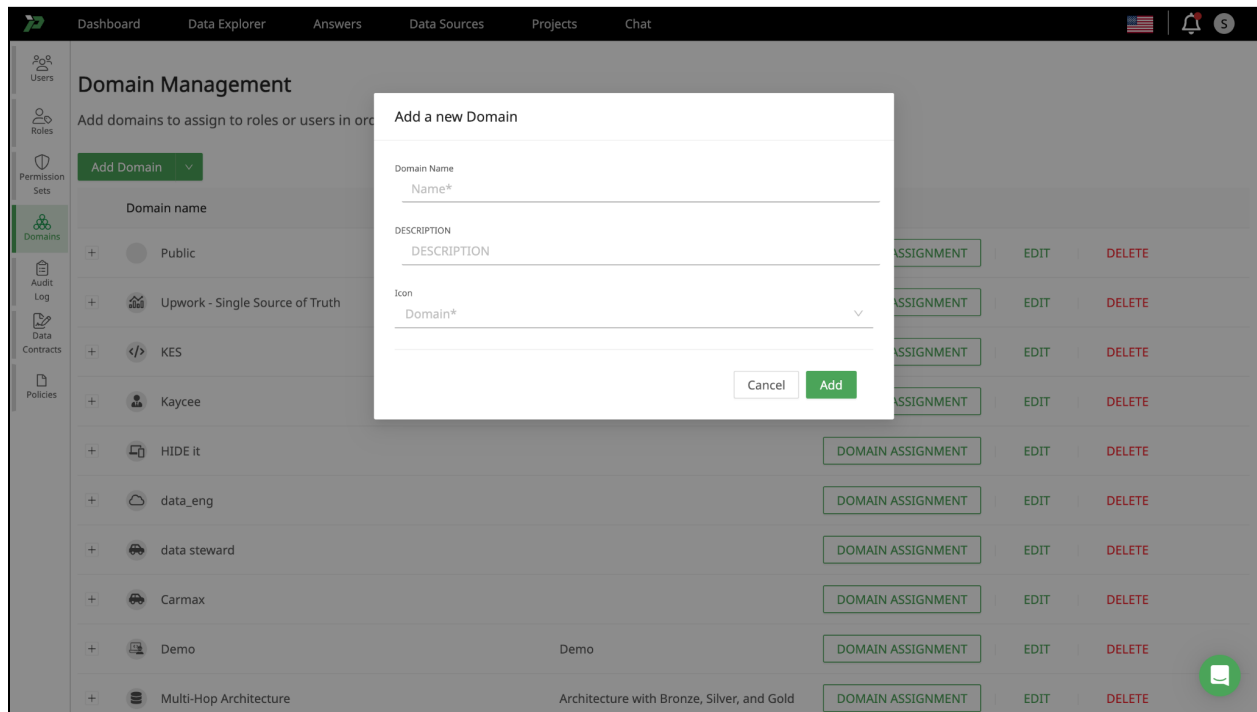 Dashboard Data Explorer Answers Data Sources Projects Chat S
Users
Roles
Permission
Sets
Domains
Audit
Log
Data
Contracts
Policies
Domain Management
Add domains to assign to roles or users in ord
Add Domain
Domain name
Public ASSIGNMENT EDIT DELETE
Upwork - Single Source of Truth ASSIGNMENT EDIT DELETE
KES ASSIGNMENT EDIT DELETE
Kaycee ASSIGNMENT EDIT DELETE
HIDE it DOMAIN ASSIGNMENT EDIT DELETE
data_eng DOMAIN ASSIGNMENT EDIT DELETE
data steward DOMAIN ASSIGNMENT EDIT DELETE
Carmax DOMAIN ASSIGNMENT EDIT DELETE
Demo Demo DOMAIN ASSIGNMENT EDIT DELETE
Multi-Hop Architecture Architecture with Bronze, Silver, and Gold DOMAIN ASSIGNMENT EDIT DELETE
Add a new Domain
Domain Name
Name*
DESCRIPTION
DESCRIPTION
Icon
Domain*
Cancel Add